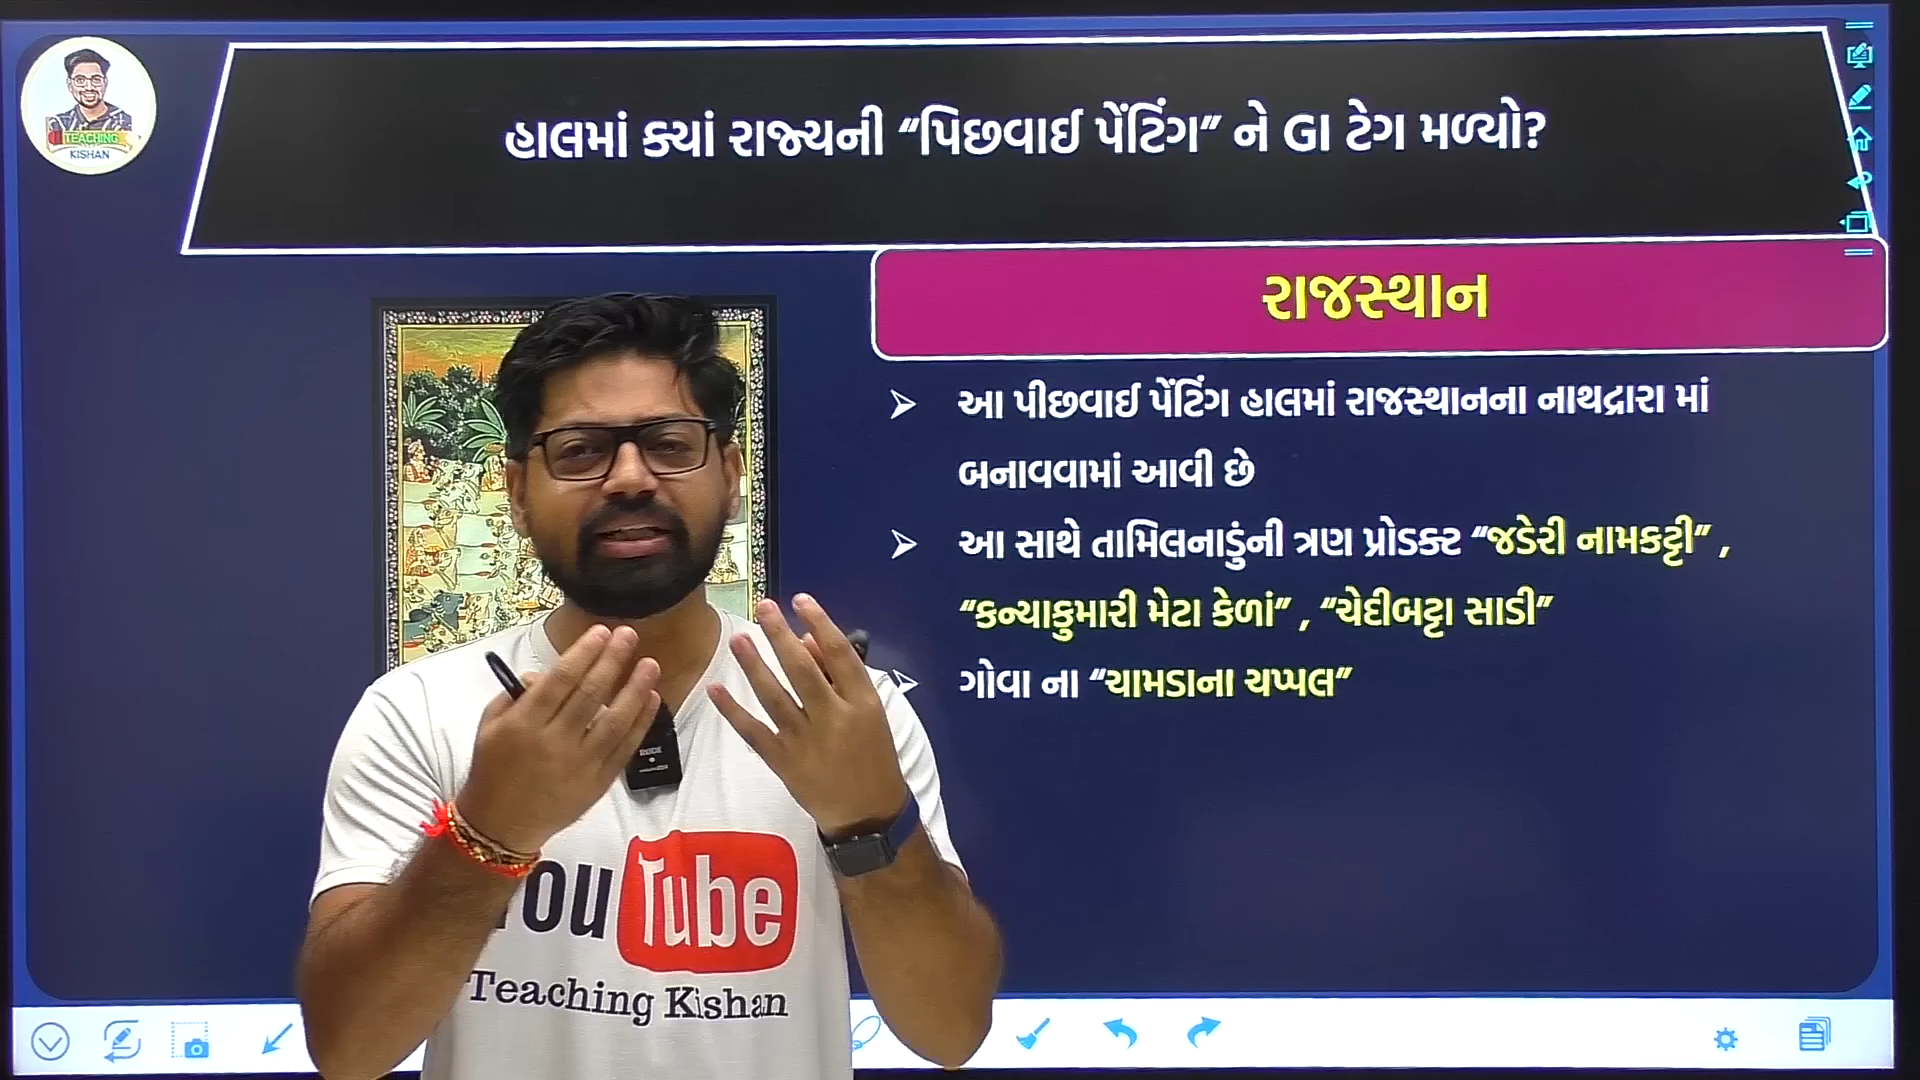 હાલમાં ક્યાં રાજ્યની “પિછવાઈ પેંટિંગ” ને GI ટેગ મળ્યો?
TEACHING
KISHAN
રાજસ્થાન
આ પીછવાઈ પેંટિંગ હાલમાં રાજસ્થાનના નાથદ્રારા માં
બનાવવામાં આવી છે
આ સાથે તામિલનાડુંની ત્રણ પ્રોડક્ટ “જડેરી નામકટ્ટી” ,
“કન્યાકુમારી મેટા કેળાં” , “ચેદીબટ્ટા સાડી”
ગોવા ના “ચામડાના ચપ્પલ”
RODE
YouTube
Teaching Kishan